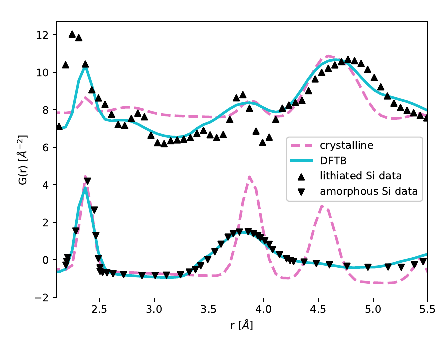 12
10
8
6
4
2
0
−2
G(r) [Å⁻²]
crystalline
DFTB
lithiated Si data
amorphous Si data
2.5 3.0 3.5 4.0 4.5 5.0 5.5
r [Å]